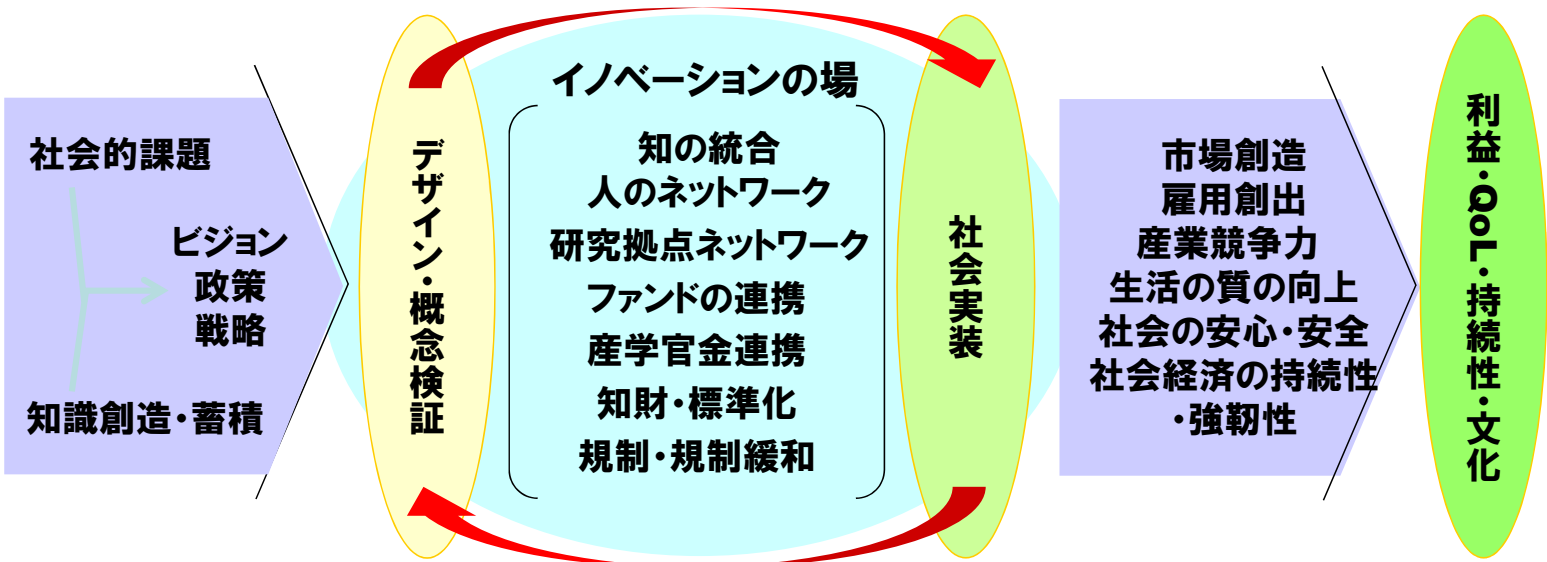 社会的課題
ビジョン
政策
戦略
知識創造・蓄積
デザイン・概念検証
イノベーションの場
知の統合
人のネットワーク
研究拠点ネットワーク
ファンドの連携
産学官金連携
知財・標準化
規制・規制緩和
社会実装
市場創造
雇用創出
産業競争力
生活の質の向上
社会の安心・安全
社会経済の持続性
・強靭性
利益・QoL・持続性・文化